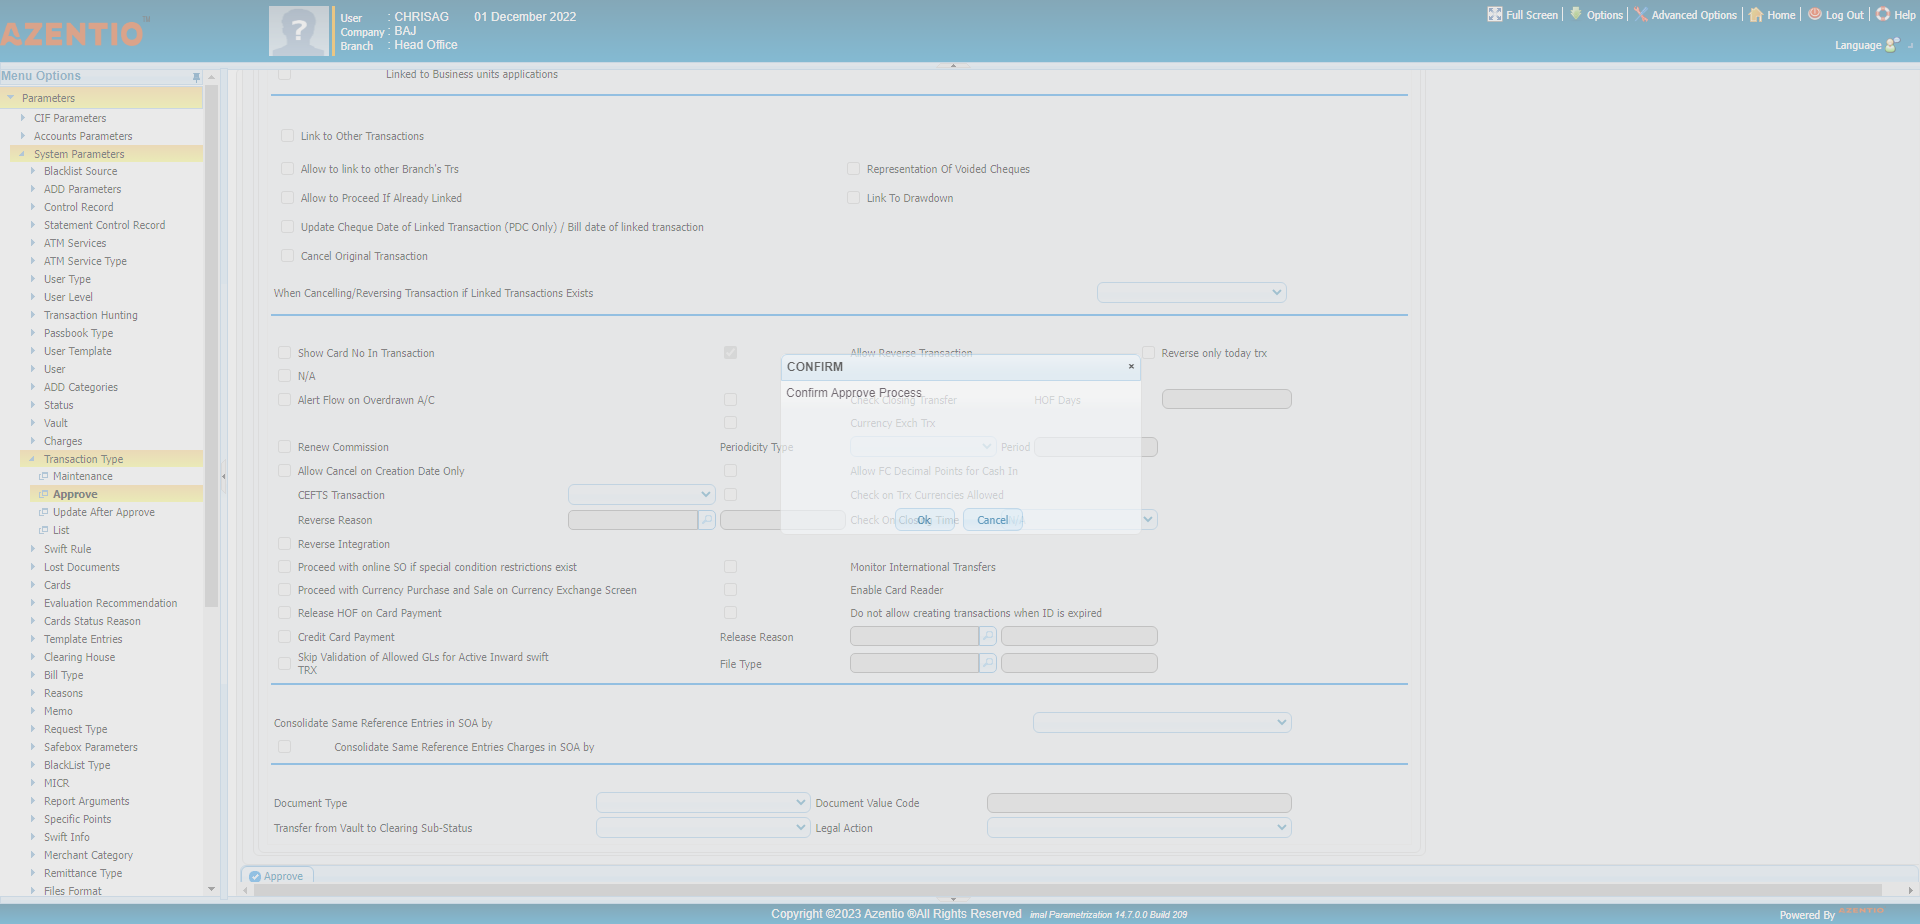 AZENTIO
User : CHRISAG 01 December 2022
Company : BAJ
Branch : Head Office
Full Screen Options Advanced Options Home Log Out Help
Language
Menu Options
Parameters
CIF Parameters
Accounts Parameters
System Parameters
Blacklist Source
ADD Parameters
Control Record
Statement Control Record
ATM Services
ATM Service Type
User Type
User Level
Transaction Hunting
Passbook Type
User Template
User
ADD Categories
Status
Vault
Charges
Transaction Type
Maintenance
Approve
Update After Approve
List
Swift Rule
Lost Documents
Cards
Evaluation Recommendation
Cards Status Reason
Template Entries
Clearing House
Bill Type
Reasons
Memo
Request Type
Safebox Parameters
BlackList Type
MICR
Report Arguments
Specific Points
Swift Info
Merchant Category
Remittance Type
Files Format
Linked to Business units applications
Link to Other Transactions
Allow to link to other Branch's Trs Representation Of Voided Cheques
Allow to Proceed If Already Linked Link To Drawdown
Update Cheque Date of Linked Transaction (PDC Only) / Bill date of linked transaction
Cancel Original Transaction
When Cancelling/Reversing Transaction if Linked Transactions Exists
Show Card No In Transaction Allow Reverse Transaction Reverse only today trx
N/A
Alert Flow on Overdrawn A/C Check Closing Transfer HOF Days
Currency Exch Trx
Renew Commission Periodicity Type Period
Allow Cancel on Creation Date Only Allow FC Decimal Points for Cash In
CEFTS Transaction Check on Trx Currencies Allowed
Reverse Reason Check On Closing Time N/A
Reverse Integration
Proceed with online SO if special condition restrictions exist Monitor International Transfers
Proceed with Currency Purchase and Sale on Currency Exchange Screen Enable Card Reader
Release HOF on Card Payment Do not allow creating transactions when ID is expired
Credit Card Payment Release Reason
Skip Validation of Allowed GLs for Active Inward swift
TRX File Type
Consolidate Same Reference Entries in SOA by
Consolidate Same Reference Entries Charges in SOA by
Document Type Document Value Code
Transfer from Vault to Clearing Sub-Status Legal Action
CONFIRM ×
Confirm Approve Process
Ok Cancel
Approve
Copyright ©2023 Azentio ®All Rights Reserved imal Parametrization 14.7.0.0 Build 209
Powered By AZENTIO